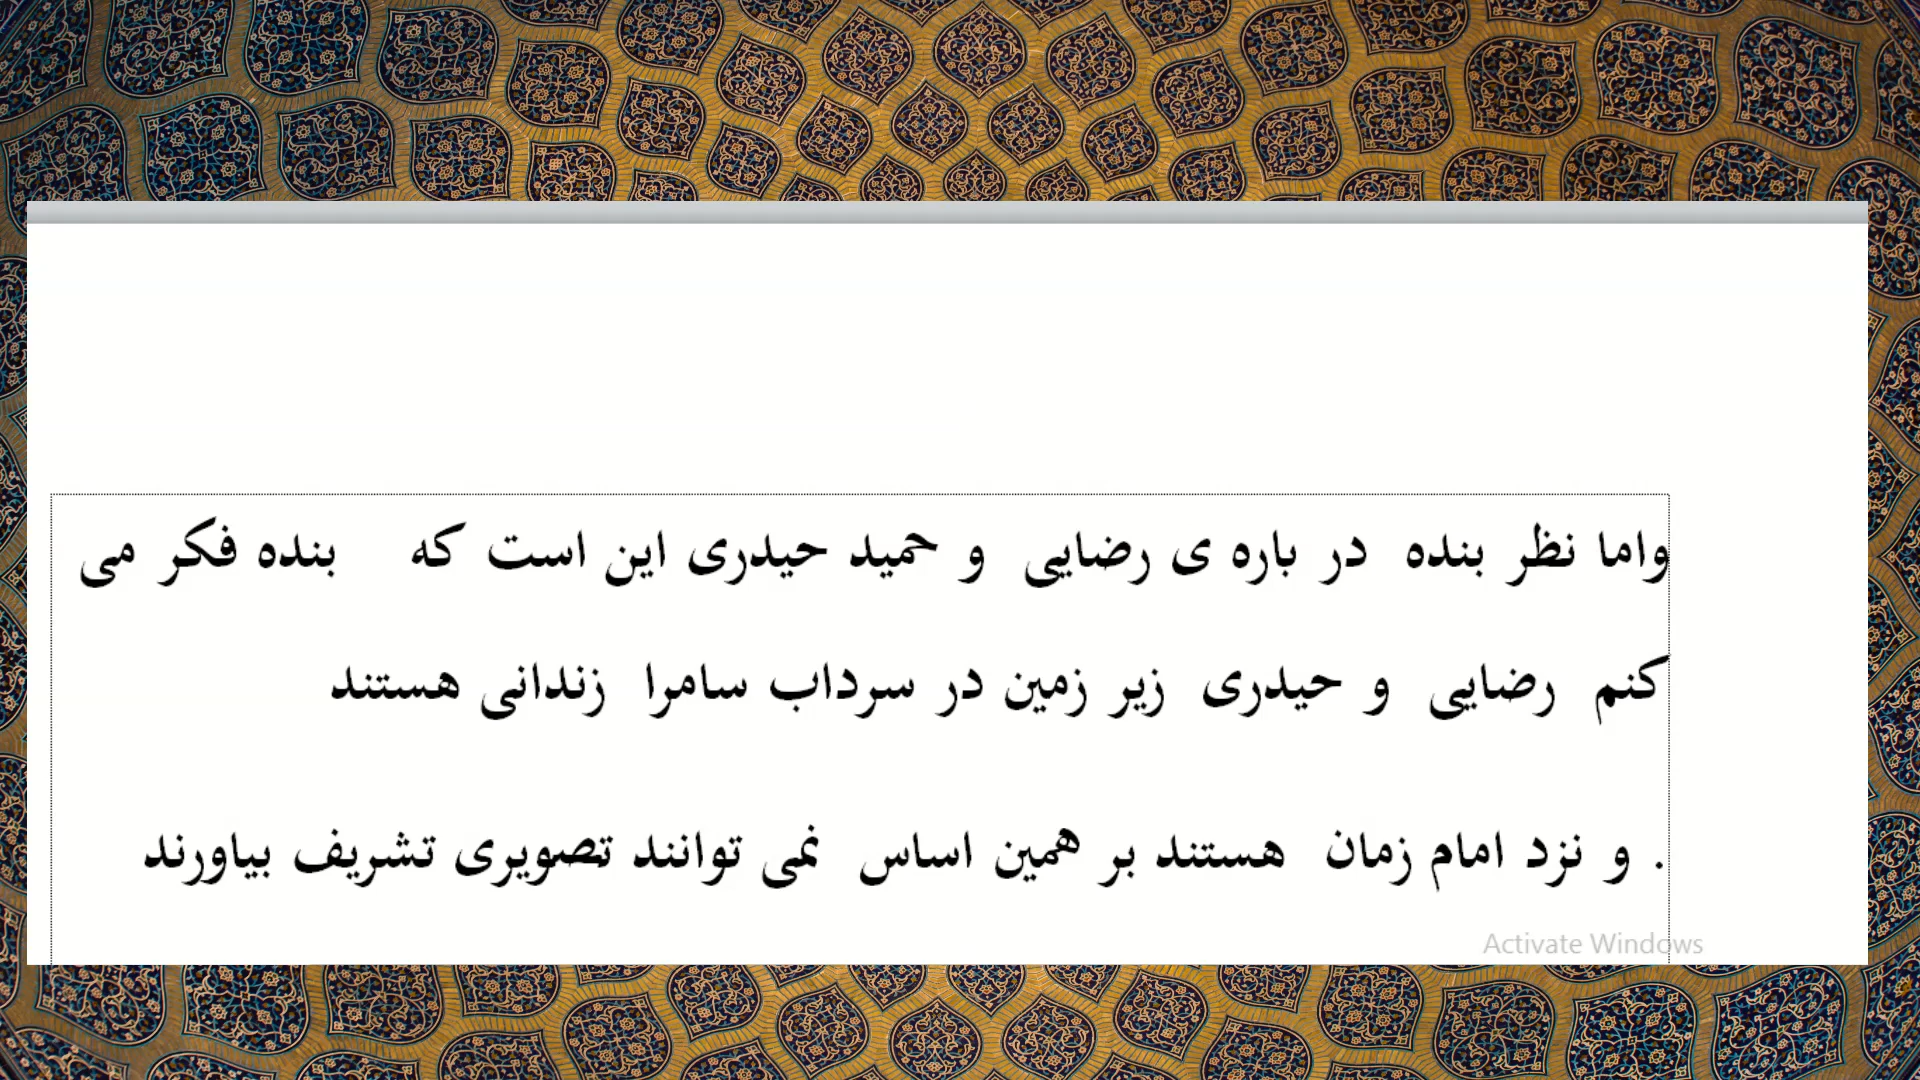 واما نظر بنده در باره ی رضایی و حمید حیدری این است که بنده فکر می
کنم رضایی و حیدری زیر زمین در سرداب سامرا زندانی هستند
. و نزد امام زمان هستند بر همین اساس نمی توانند تصویری تشریف بیاورند
Activate Windows